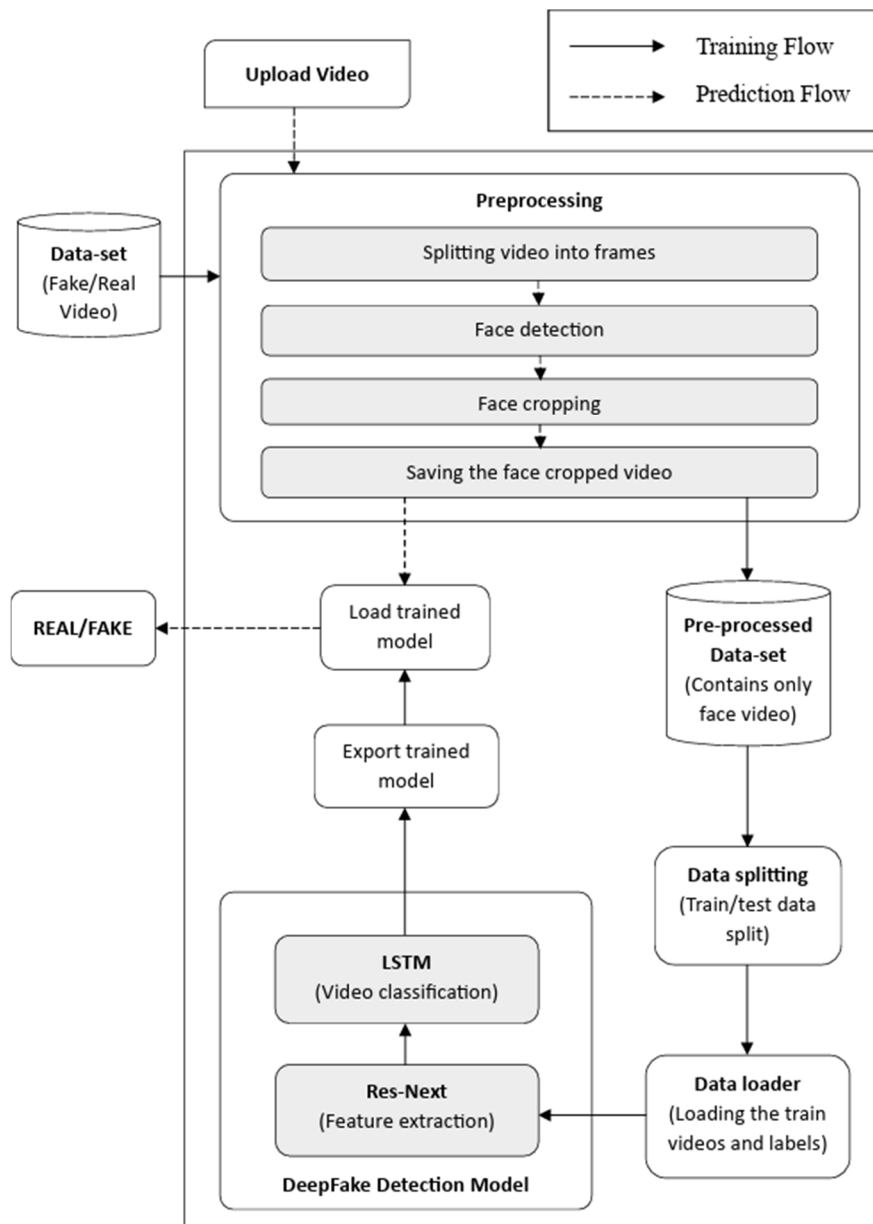 Training Flow
Prediction Flow
Upload Video
Preprocessing
Splitting video into frames
Face detection
Face cropping
Saving the face cropped video
Data-set
(Fake/Real
Video)
Load trained
model
REAL/FAKE
Pre-processed
Data-set
(Contains only
face video)
Export trained
model
Data splitting
(Train/test data
split)
LSTM
(Video classification)
Res-Next
(Feature extraction)
DeepFake Detection Model
Data loader
(Loading the train
videos and labels)